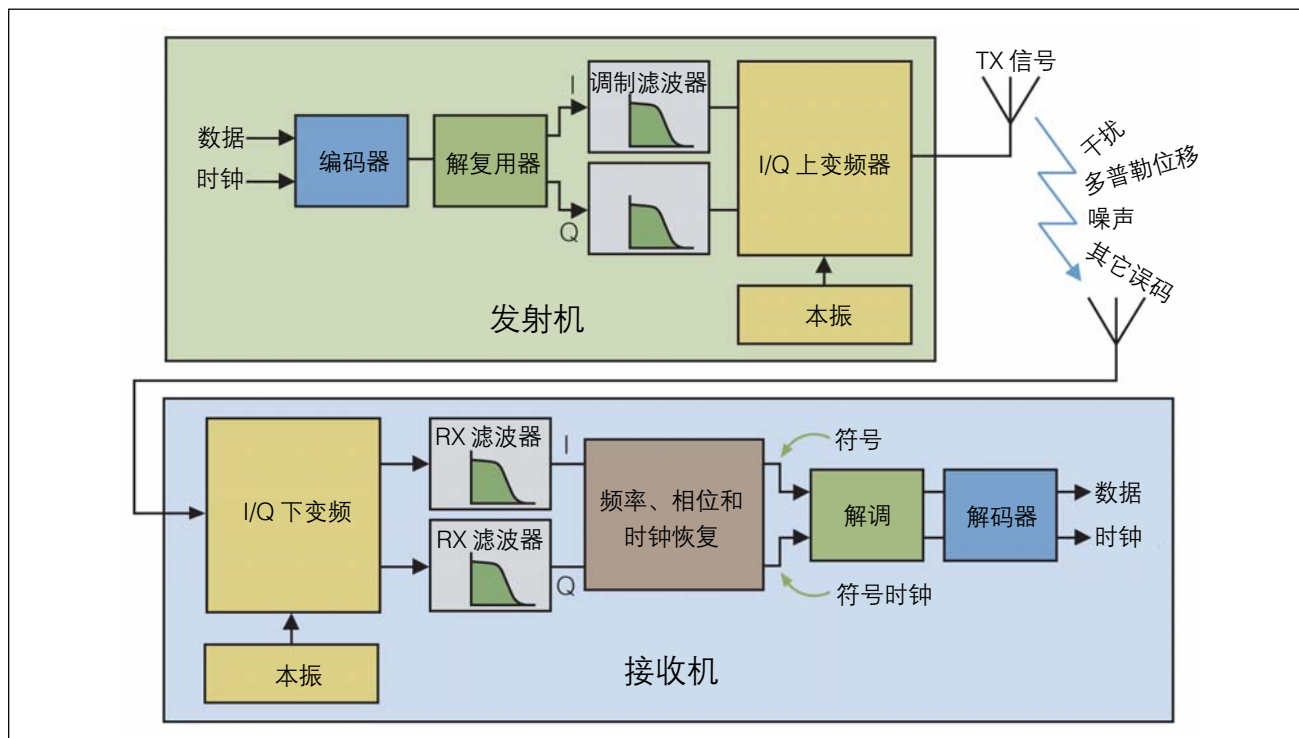 TX 信号
干扰
多普勒位移
噪声
其它误码
数据
时钟
编码器
解复用器
I
Q
调制滤波器
I/Q 上变频器
本振
发射机
I/Q 下变频
本振
RX 滤波器
I
RX 滤波器
Q
频率、相位和
时钟恢复
符号
符号时钟
解调
解码器
数据
时钟
接收机